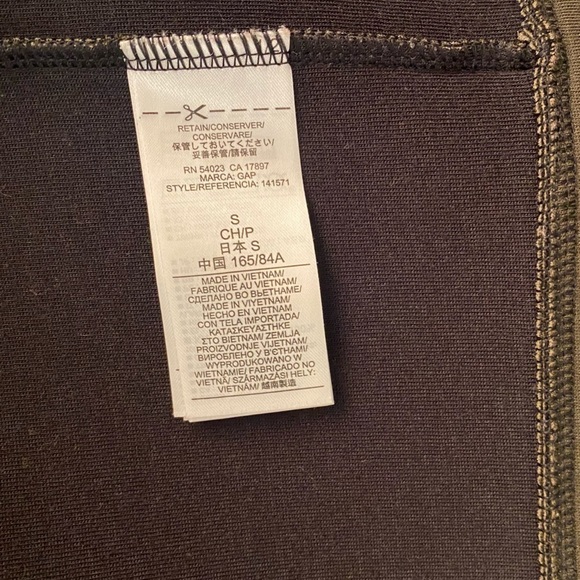 RETAIN/CONSERVER/
CONSERVARE/
保管しておいてください/
妥善保管/請保留
RN 54023 CA 17897
MARCA: GAP
STYLE/REFERENCIA: 141571
S
CH/P
日本 S
中国 165/84A
MADE IN VIETNAM/
FABRIQUE AU VIETNAM/
СДЕЛАНО ВО ВЬЕТНАМЕ/
MADE IN VIYETNAM/
HECHO EN VIETNAM
CON TELA IMPORTADA/
ΚΑΤΑΣΚΕΥΑΣΤΗΚΕ
ΣΤΟ ΒΙΕΤΝΑΜ/ ZEMLJA
PROIZVODNJE VIJETNAM/
ВИРОБЛЕНО У В'ЄТНАМІ/
WYPRODUKOWANO W
WIETNAMIE/ FABRICADO NO
VIETNÃ/ SZÁRMAZÁSI HELY:
VIETNÁM/ 越南製造